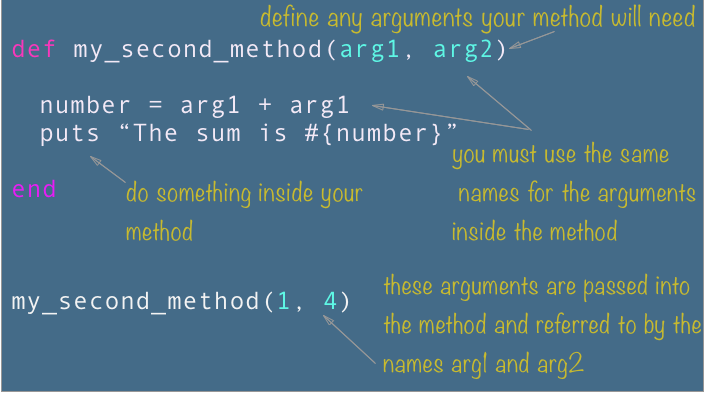 define any arguments your method will need
def my_second_method(arg1, arg2)
number = arg1 + arg1
puts “The sum is #{number}”
you must use the same
names for the arguments
inside the method
end
do something inside your
method
my_second_method(1, 4)
these arguments are passed into
the method and referred to by the
names arg1 and arg2